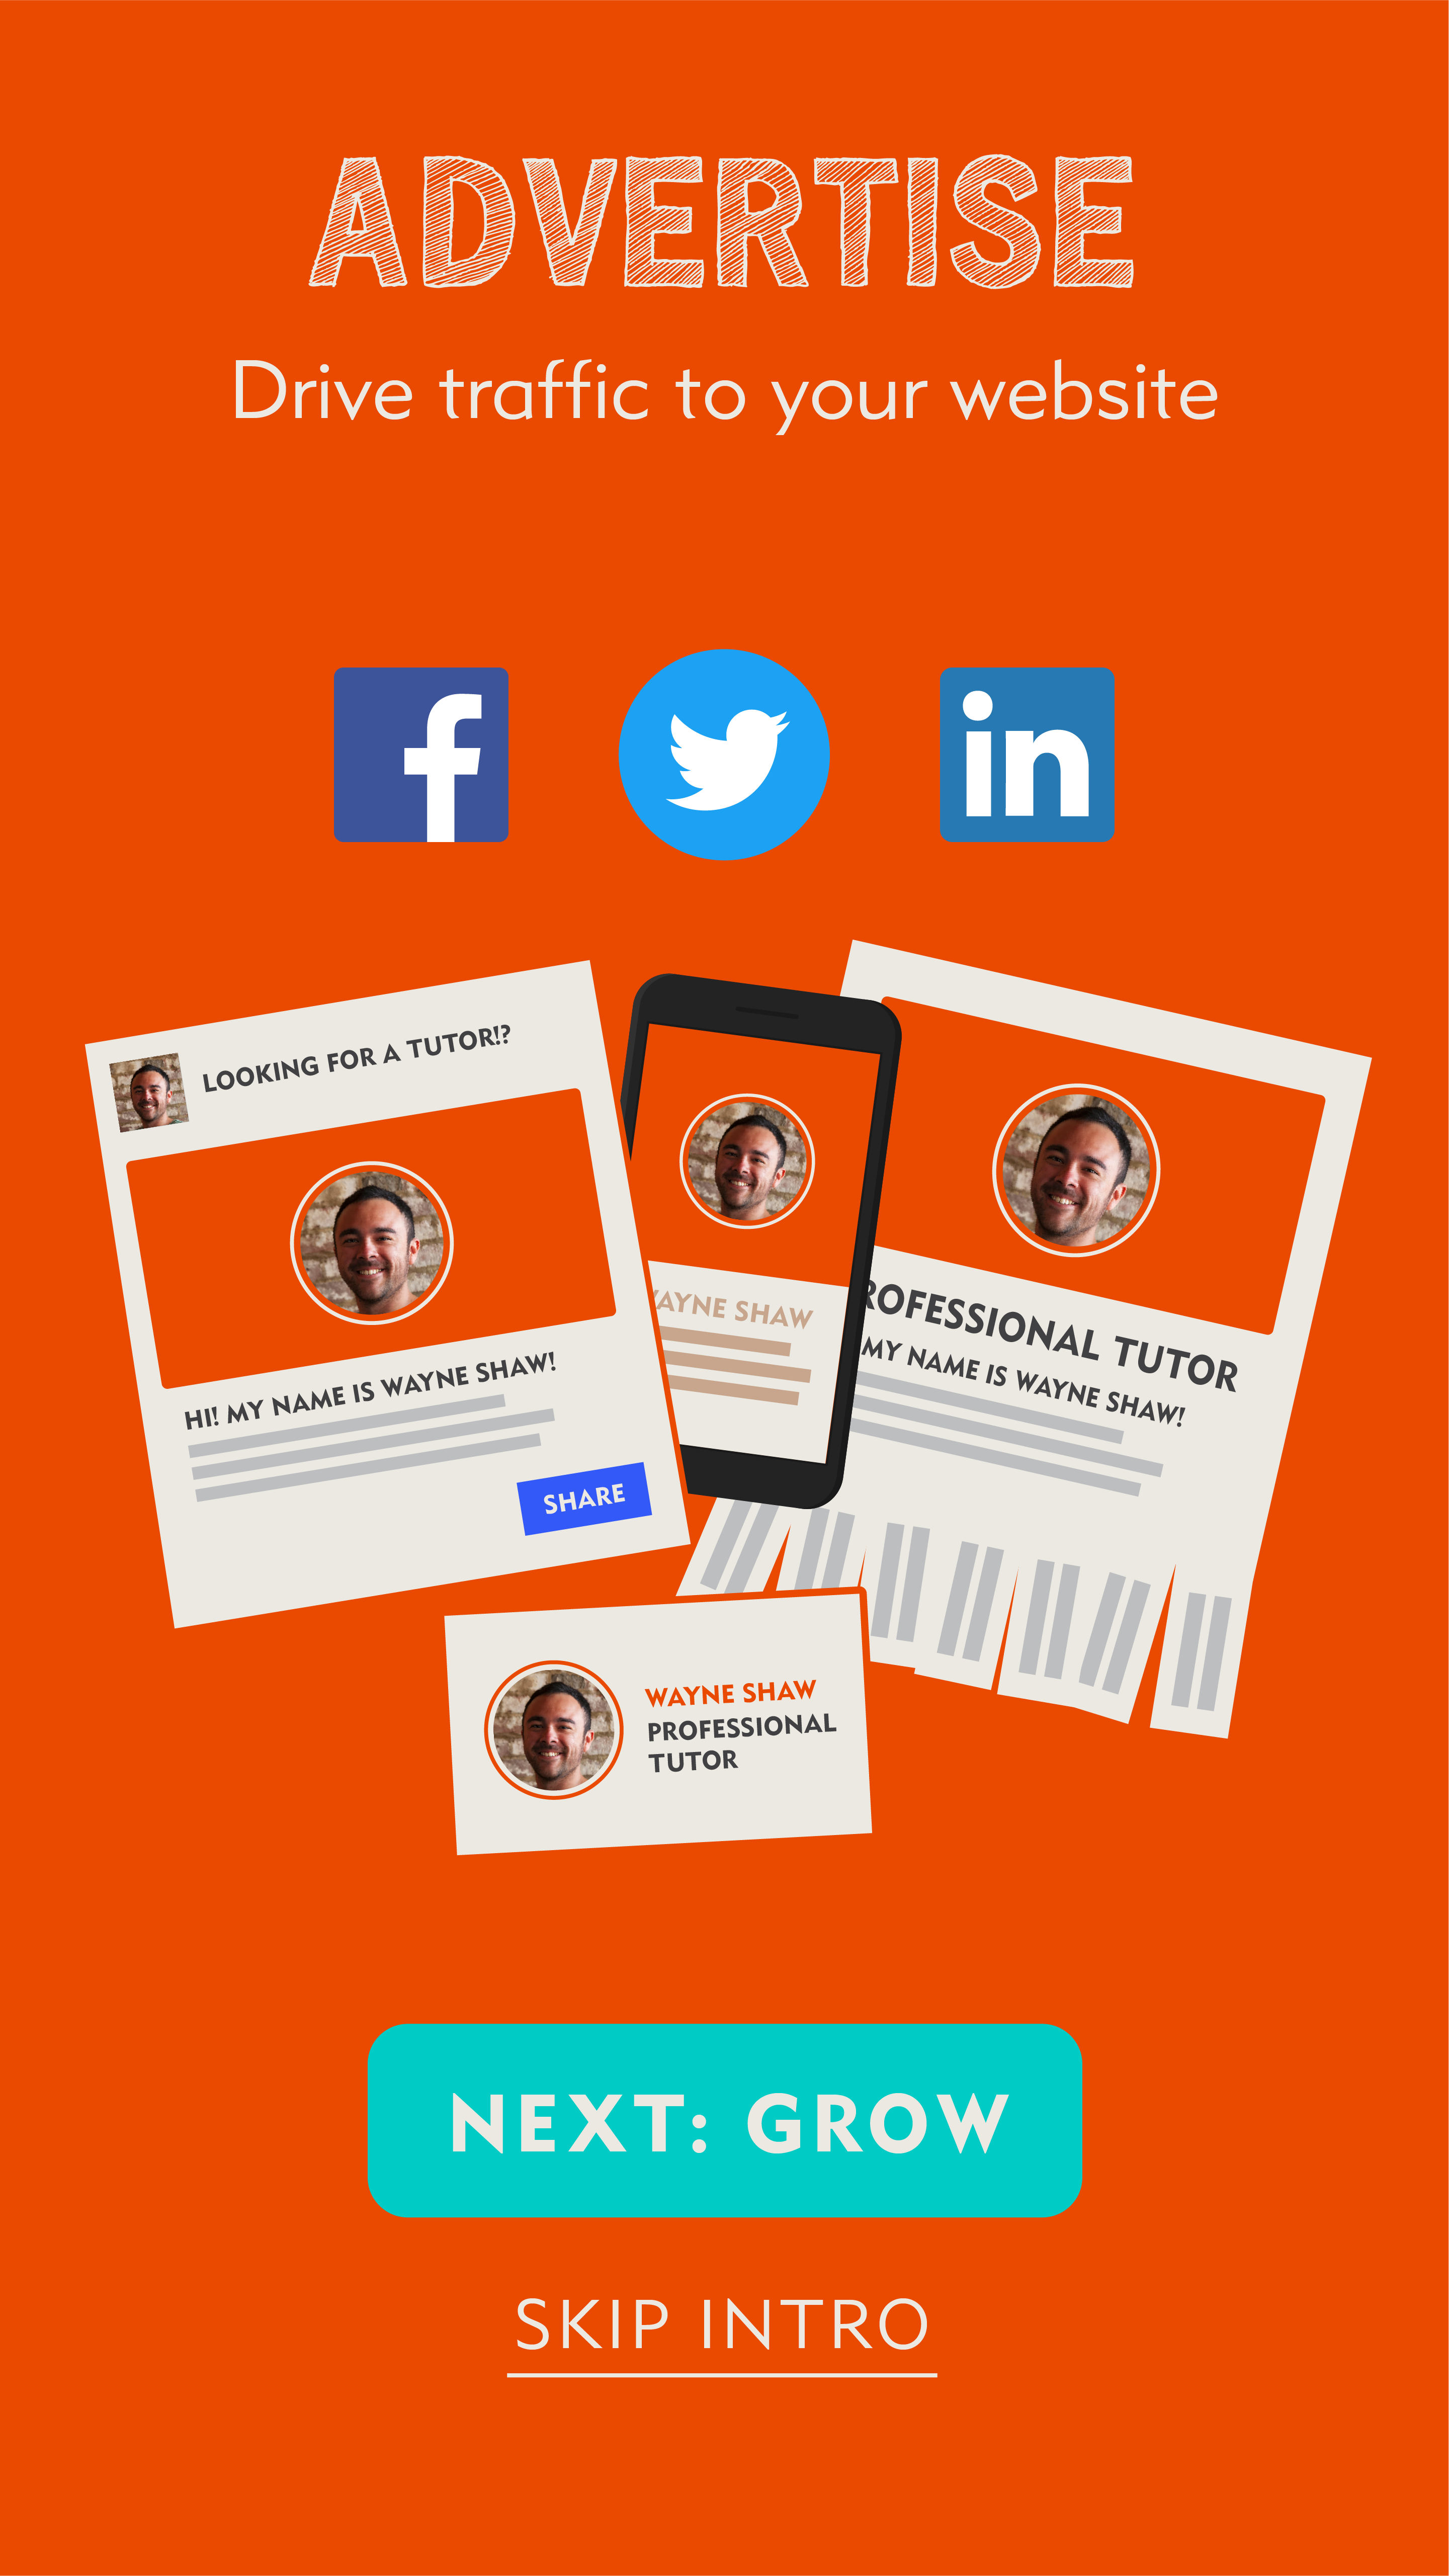 ADVERTISE
Drive traffic to your website
f
in
LOOKING FOR A TUTOR!?
HI! MY NAME IS WAYNE SHAW!
SHARE
AYNE SHAW
ROFESSIONAL TUTOR
MY NAME IS WAYNE SHAW!
WAYNE SHAW
PROFESSIONAL
TUTOR
NEXT: GROW
SKIP INTRO